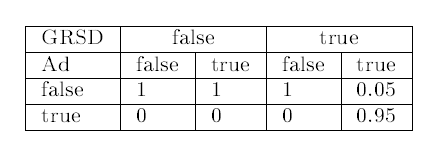 GRSD false true
Ad false true false true
false 1 1 1 0.05
true 0 0 0 0.95